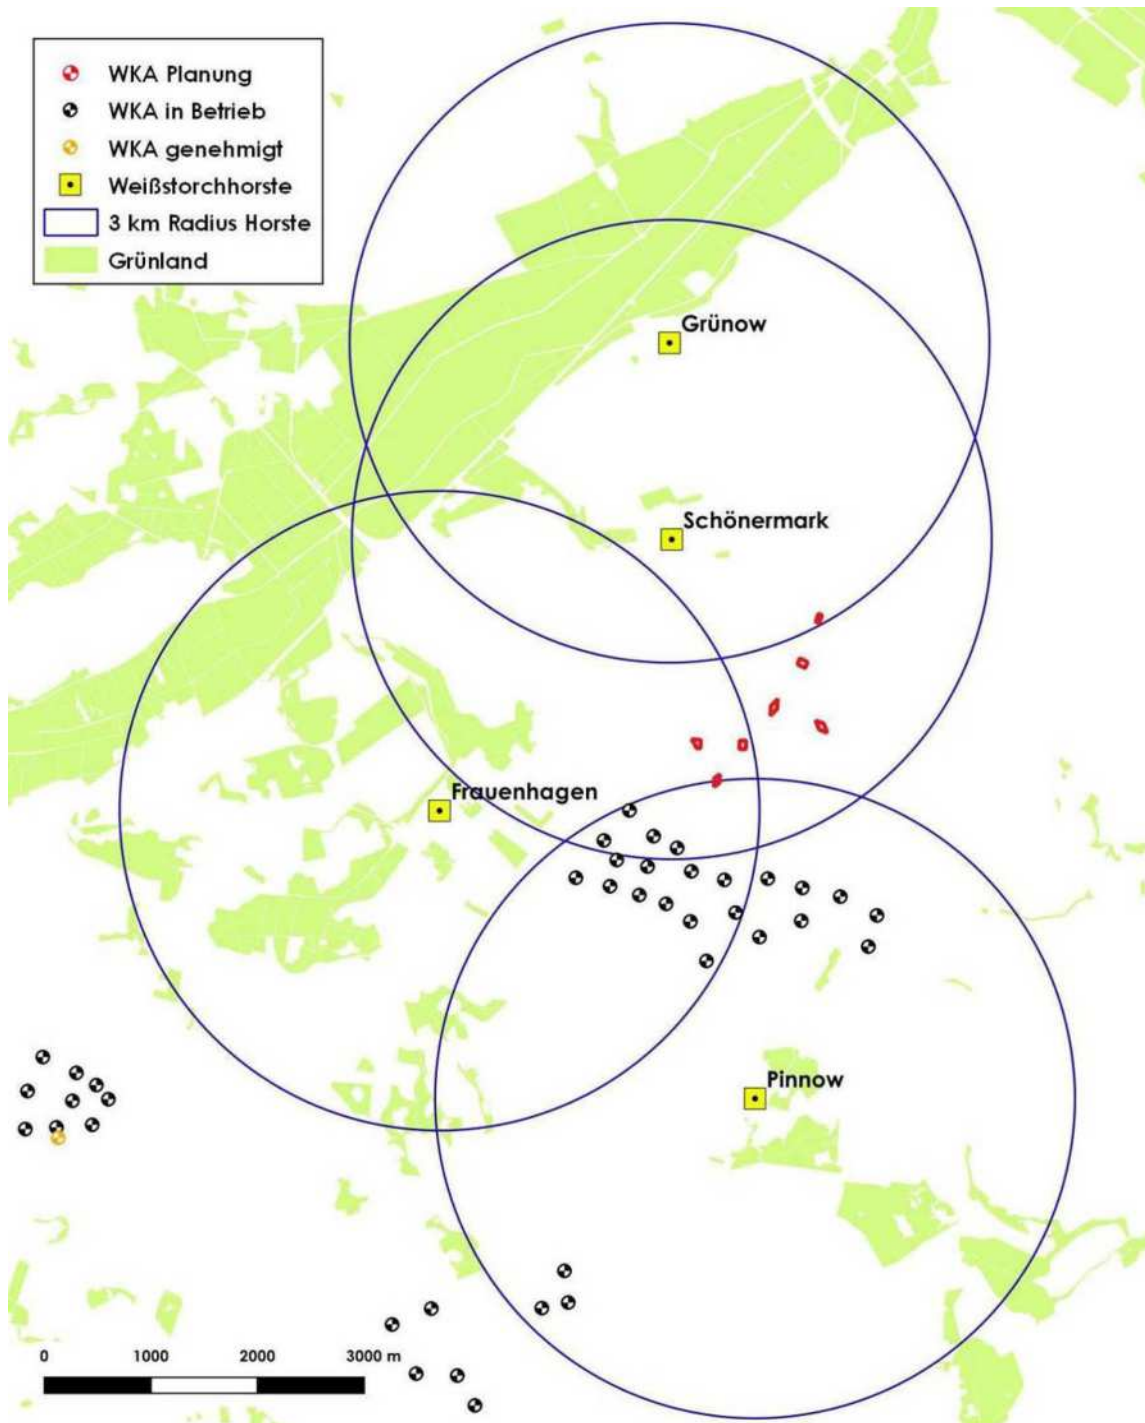 WKA Planung
WKA in Betrieb
WKA genehmigt
Weißstorchhorste
3 km Radius Horste
Grünland
Grünow
Schönermark
Frauenhagen
Pinnow
0 1000 2000 3000 m